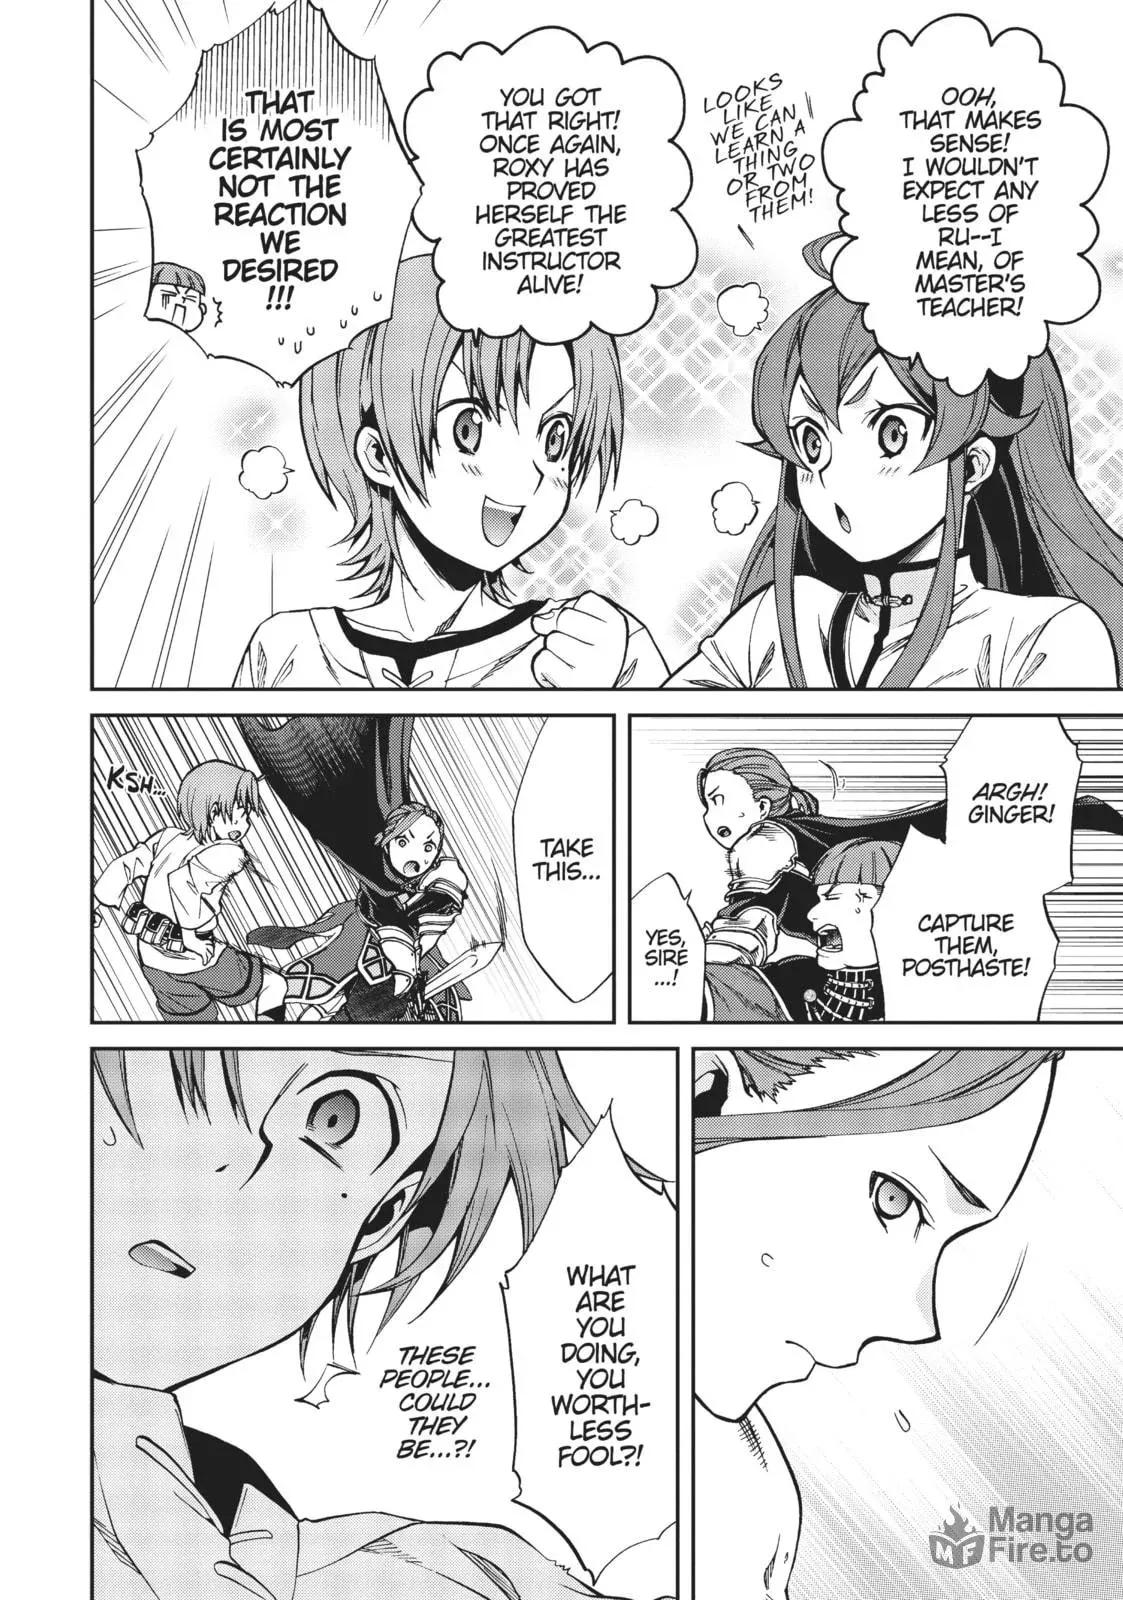 OOH,
THAT MAKES
SENSE!
I WOULDN'T
EXPECT ANY
LESS OF
RU--I
MEAN, OF
MASTER'S
TEACHER!
LOOKS
LIKE
WE CAN
LEARN A
THING
OR TWO
FROM
THEM!
YOU GOT
THAT RIGHT!
ONCE AGAIN,
ROXY HAS
PROVED
HERSELF THE
GREATEST
INSTRUCTOR
ALIVE!
THAT
IS MOST
CERTAINLY
NOT THE
REACTION
WE
DESIRED
!!!
ARGH!
GINGER!
CAPTURE
THEM,
POSTHASTE!
YES,
SIRE
...!
TAKE
THIS...
KSH...
WHAT
ARE
YOU
DOING,
YOU
WORTH-
LESS
FOOL?!
THESE
PEOPLE...
COULD
THEY
BE...?!
MF
Manga
Fire.to